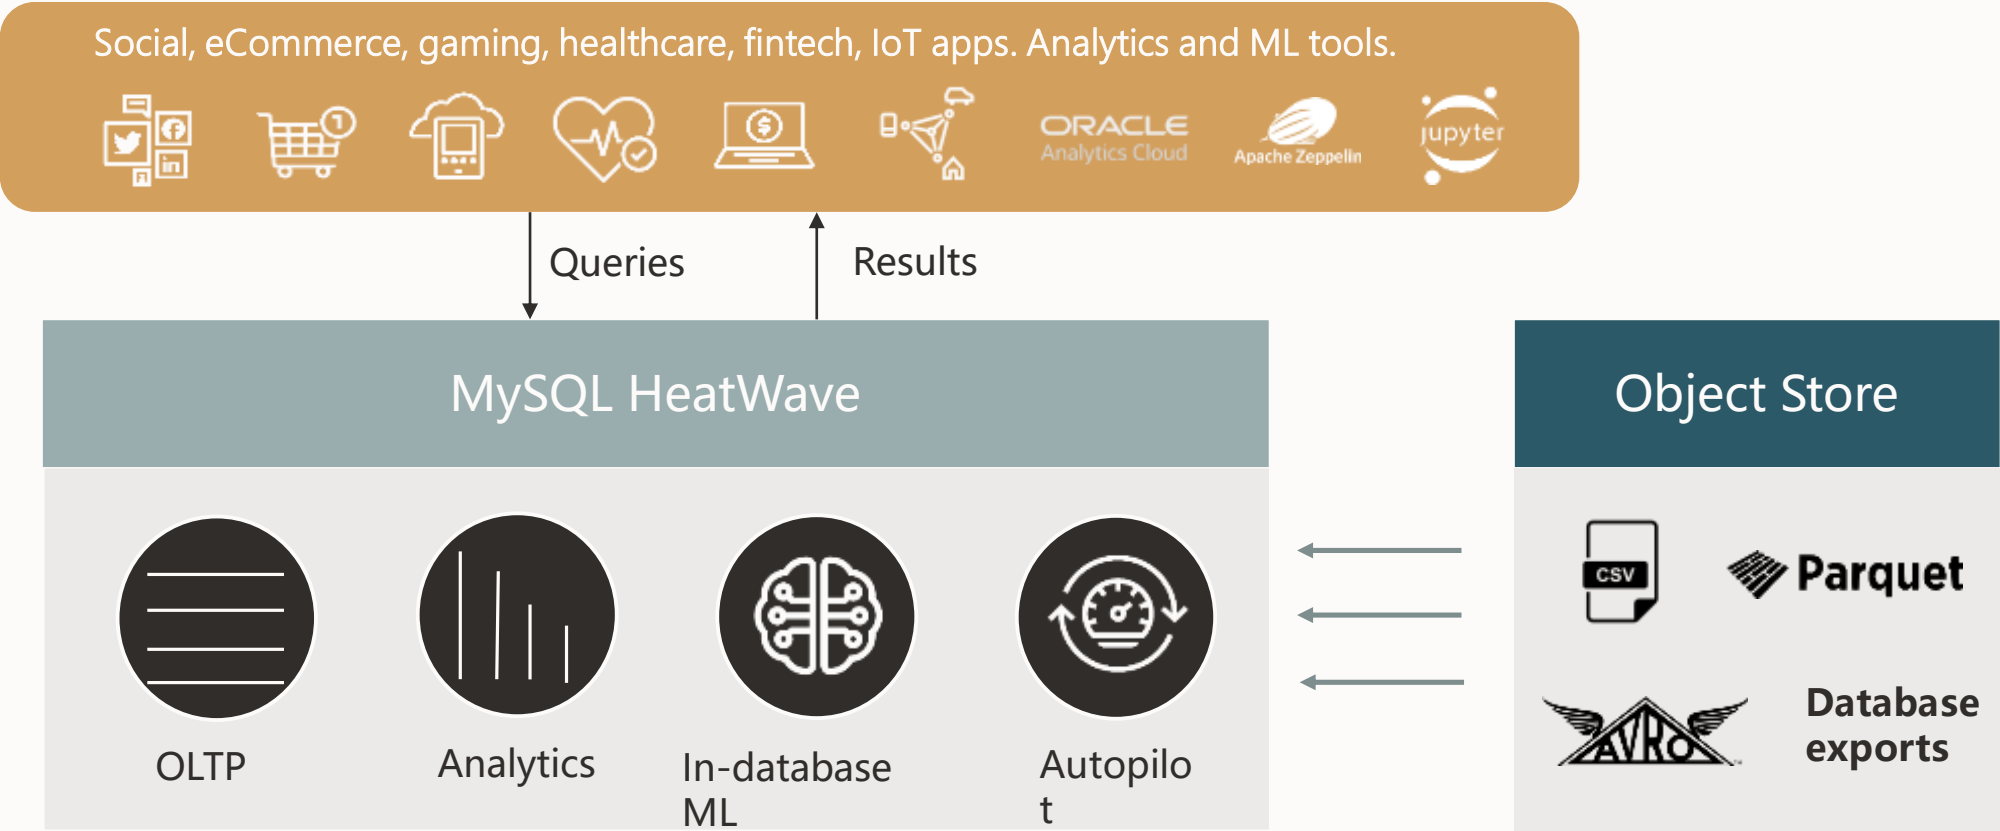 Social, eCommerce, gaming, healthcare, fintech, IoT apps. Analytics and ML tools.
in
ORACLE
Analytics Cloud
Apache Zeppelin
jupyter
Queries
Results
MySQL HeatWave
Object Store
CSV
Parquet
AVRO
Database
exports
OLTP
Analytics
In-database
ML
Autopilo
t